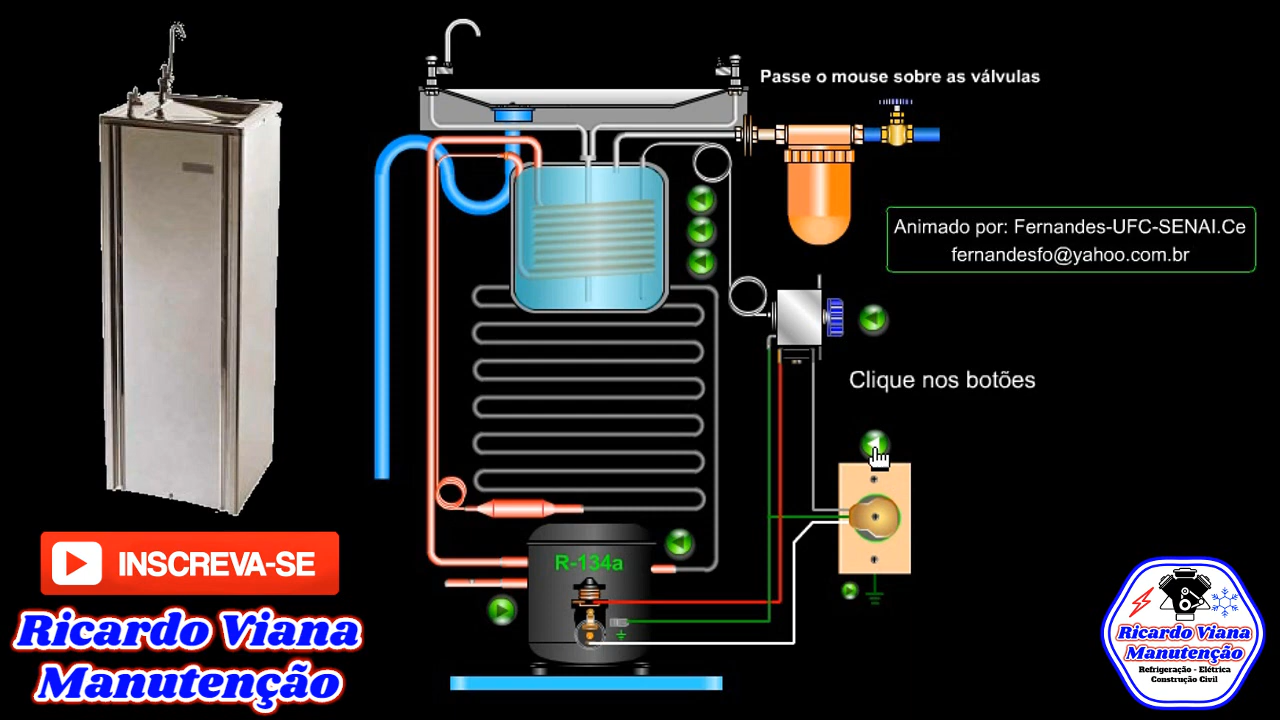 Passe o mouse sobre as válvulas
Animado por: Fernandes-UFC-SENAI.Ce
fernandesfo@yahoo.com.br
Clique nos botões
R-134a
INSCREVA-SE
Ricardo Viana
Manutenção
Ricardo Viana
Manutenção
Refrigeração - Elétrica
Construção Civil